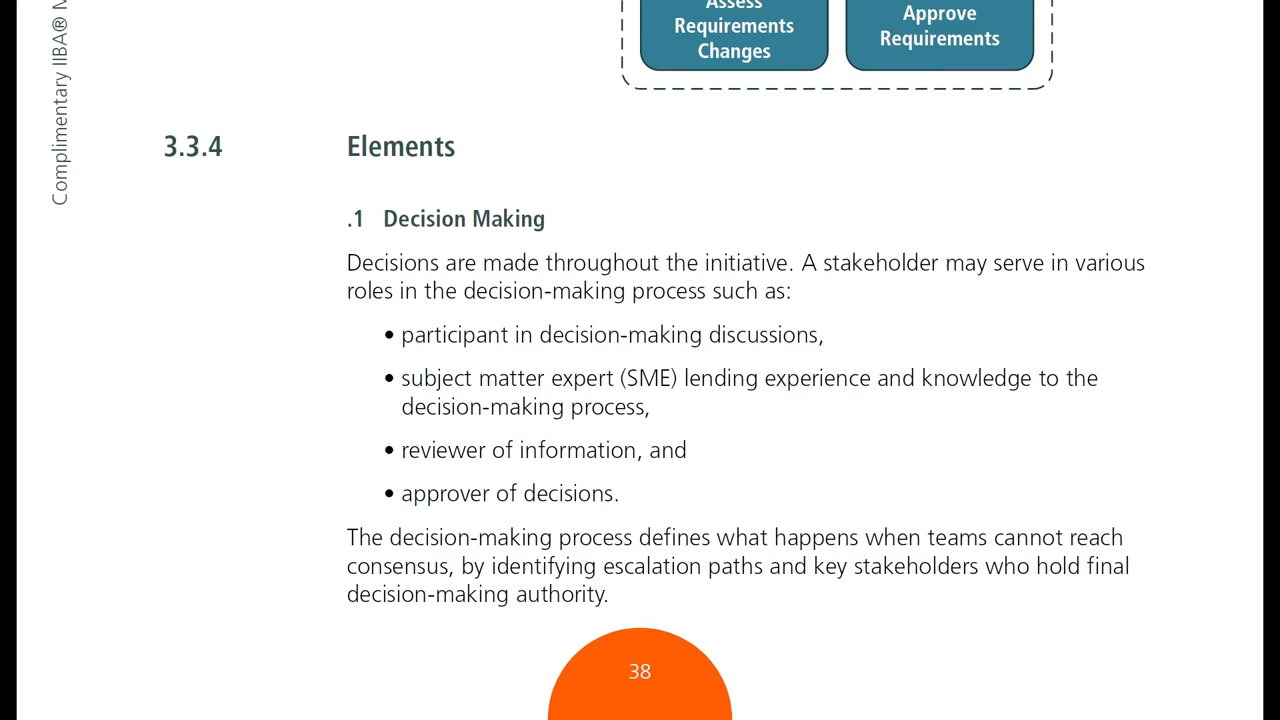 Assess
Requirements
Changes
Approve
Requirements
Complimentary IIBA® M
3.3.4 Elements
.1 Decision Making
Decisions are made throughout the initiative. A stakeholder may serve in various
roles in the decision-making process such as:
• participant in decision-making discussions,
• subject matter expert (SME) lending experience and knowledge to the
decision-making process,
• reviewer of information, and
• approver of decisions.
The decision-making process defines what happens when teams cannot reach
consensus, by identifying escalation paths and key stakeholders who hold final
decision-making authority.
38